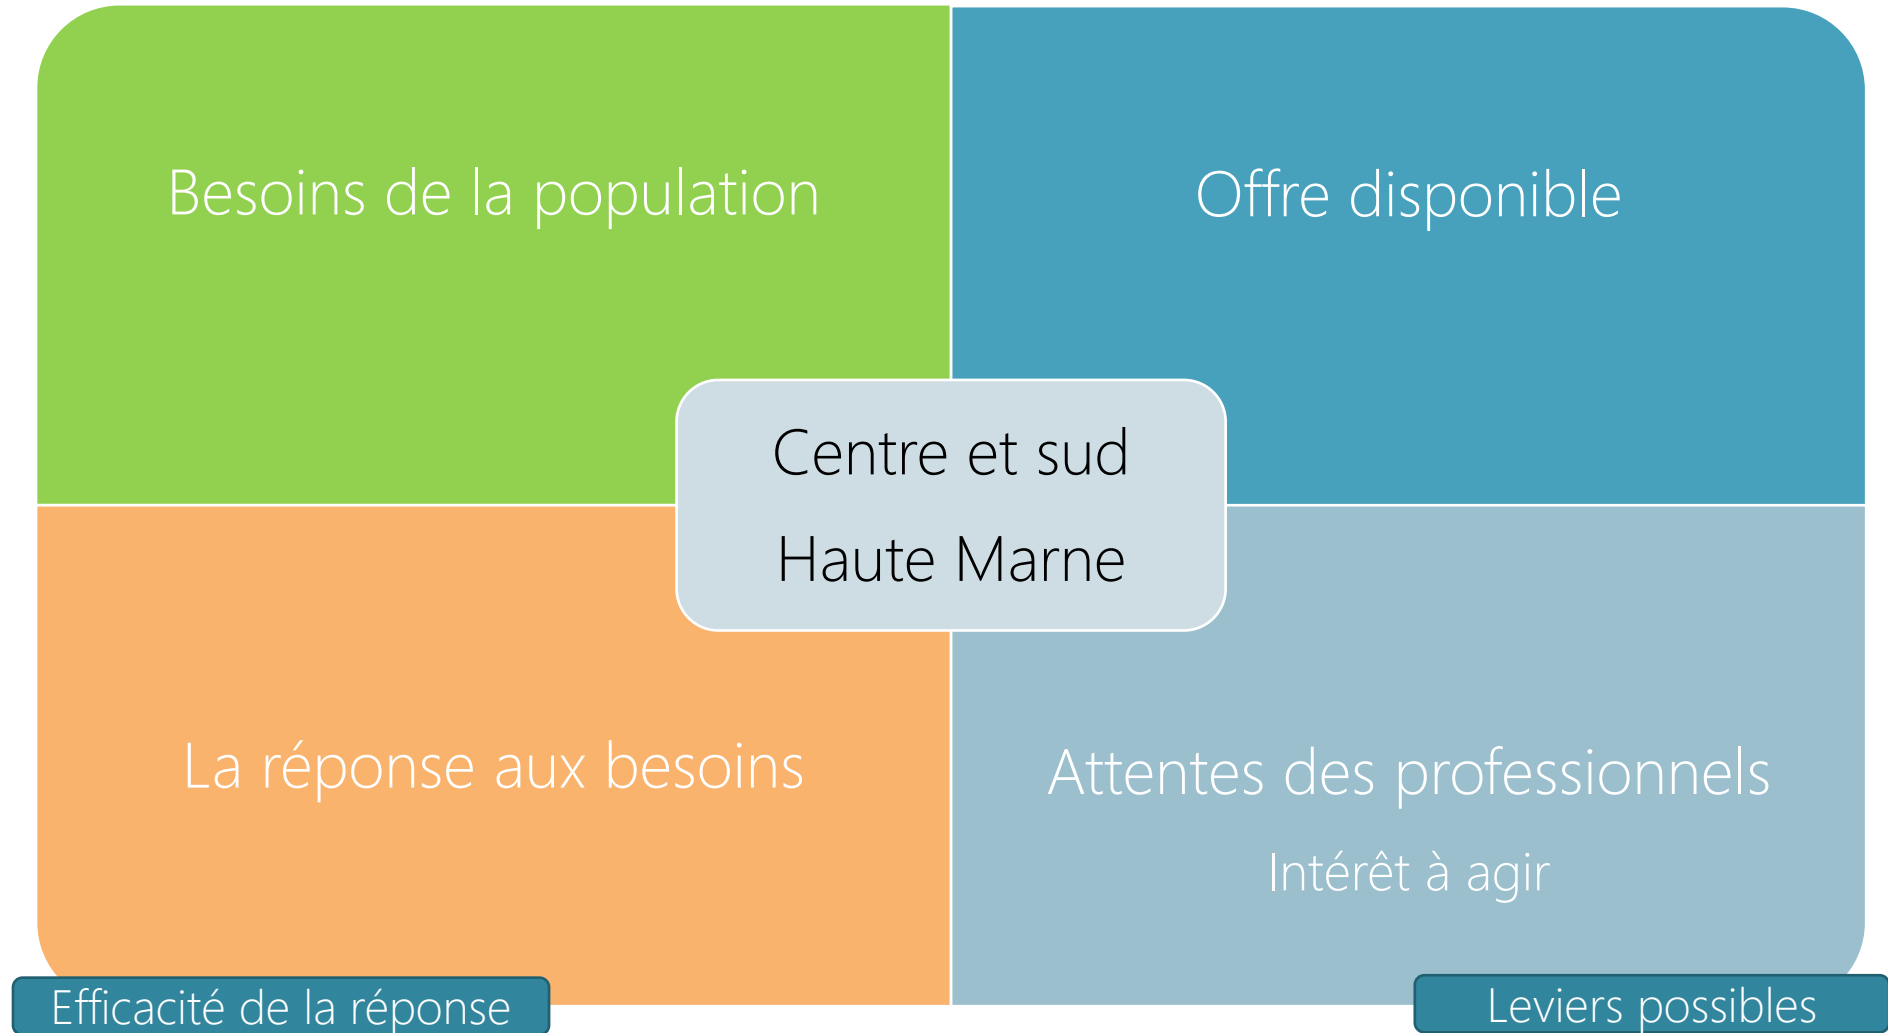 Besoins de la population
Offre disponible
Centre et sud
Haute Marne
La réponse aux besoins
Attentes des professionnels
Intérêt à agir
Efficacité de la réponse
Leviers possibles